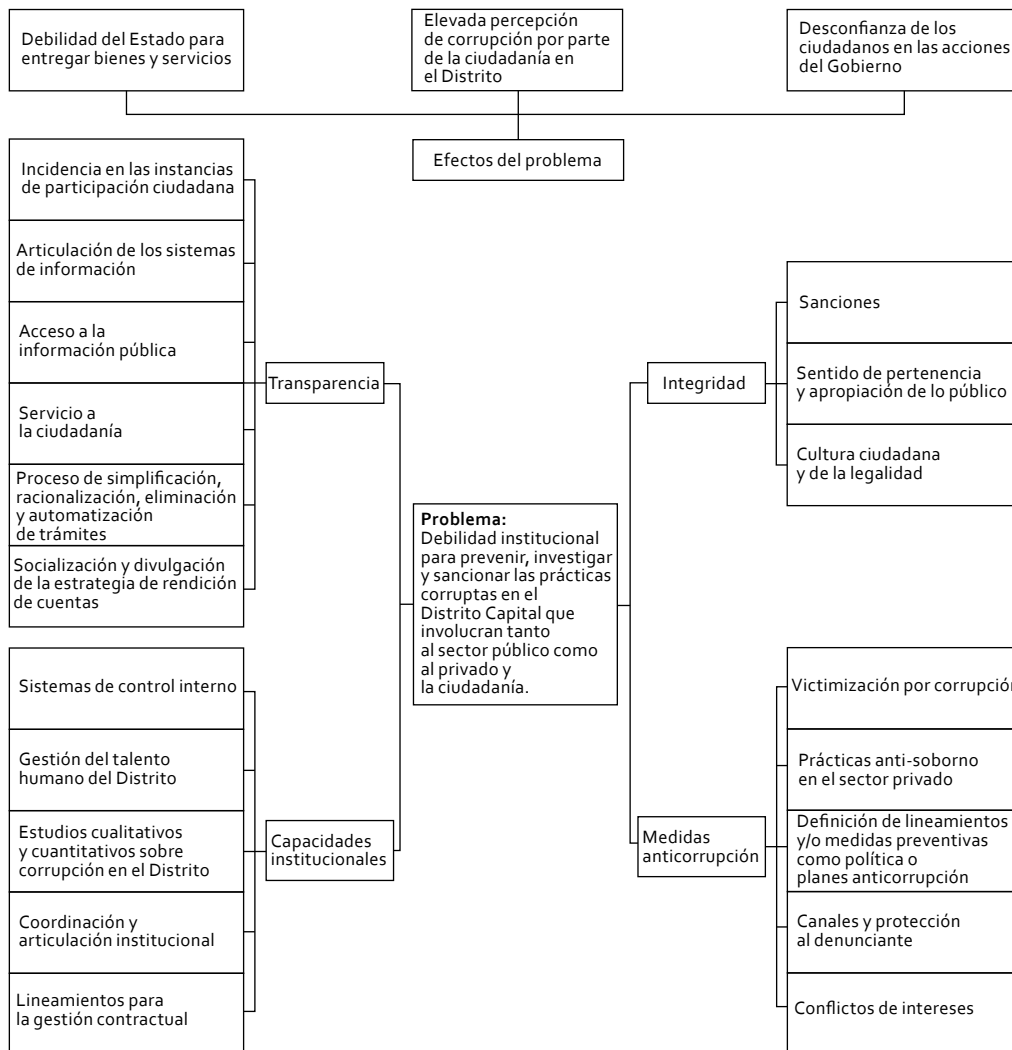 Debilidad del Estado para
entregar bienes y servicios
Elevada percepción
de corrupción por parte
de la ciudadanía en
el Distrito
Desconfianza de los
ciudadanos en las acciones
del Gobierno
Efectos del problema
Incidencia en las instancias
de participación ciudadana
Articulación de los sistemas
de información
Acceso a la
información pública
Servicio a
la ciudadanía
Proceso de simplificación,
racionalización, eliminación
y automatización
de trámites
Socialización y divulgación
de la estrategia de rendición
de cuentas
Transparencia
Integridad
Sanciones
Sentido de pertenencia
y apropiación de lo público
Cultura ciudadana
y de la legalidad
Problema:
Debilidad institucional
para prevenir, investigar
y sancionar las prácticas
corruptas en el
Distrito Capital que
involucran tanto
al sector público como
al privado y
la ciudadanía.
Sistemas de control interno
Gestión del talento
humano del Distrito
Estudios cualitativos
y cuantitativos sobre
corrupción en el Distrito
Coordinación y
articulación institucional
Lineamientos para
la gestión contractual
Capacidades
institucionales
Medidas
anticorrupción
Victimización por corrupción
Prácticas anti-soborno
en el sector privado
Definición de lineamientos
y/o medidas preventivas
como política o
planes anticorrupción
Canales y protección
al denunciante
Conflictos de intereses